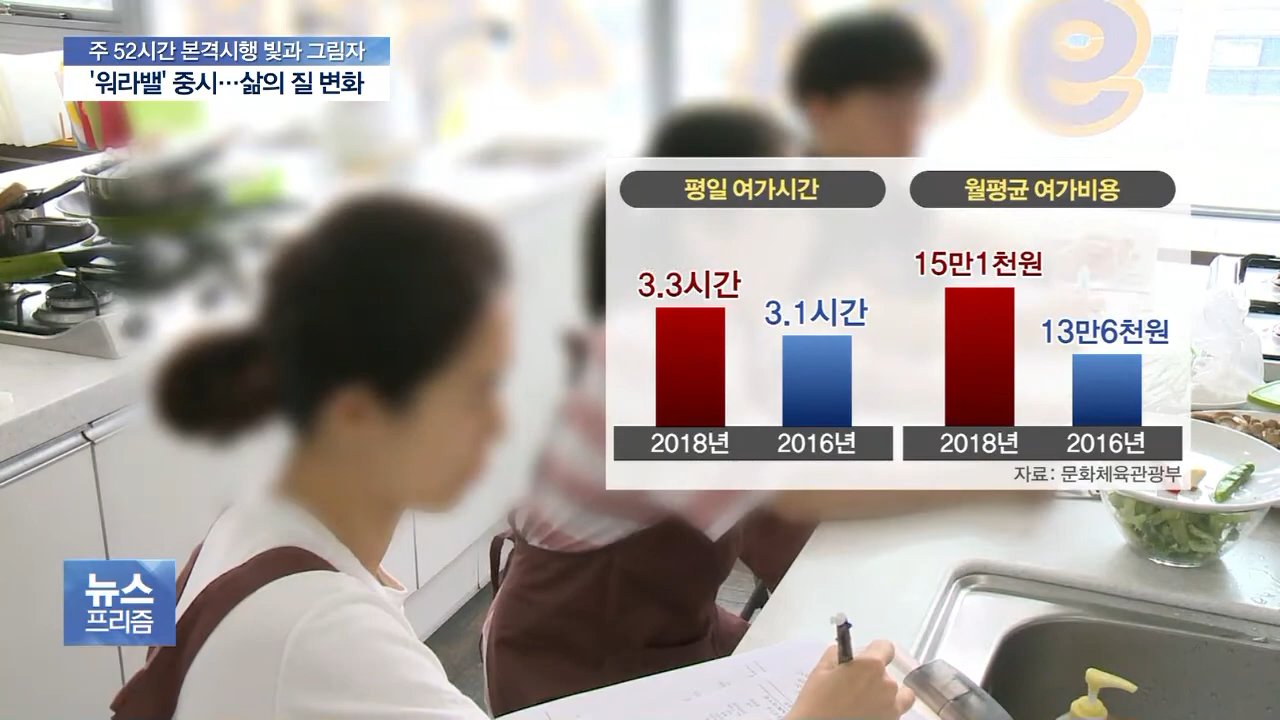 주 52시간 본격시행 빛과 그림자
'워라밸' 중시…삶의 질 변화
평일 여가시간
월평균 여가비용
3.3시간
3.1시간
15만1천원
13만6천원
2018년
2016년
2018년
2016년
자료: 문화체육관광부
뉴스
프리즘